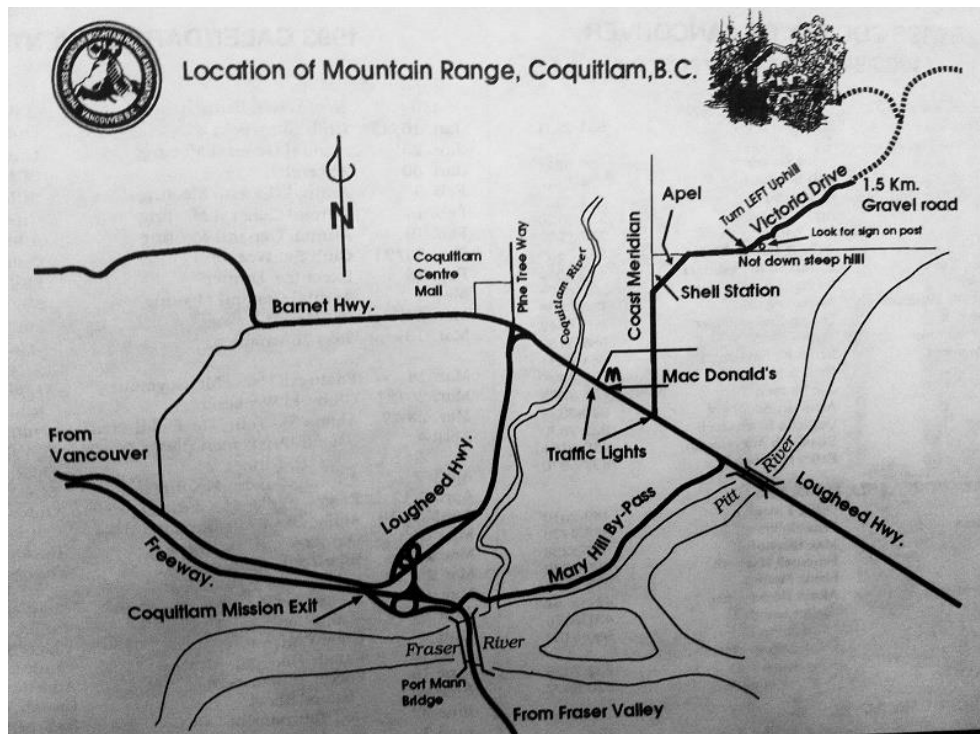 VANCOUVER B.C.
Location of Mountain Range, Coquitlam, B.C.
N
Apel
Turn LEFT Uphill
Victoria Drive
1.5 Km.
Gravel road
Look for sign on post
Not down steep hill
Coquitlam
Centre
Mall
Pine Tree Way
Coquitlam River
Coast Meridian
Shell Station
Barnet Hwy.
Mac Donald's
From
Vancouver
Traffic Lights
Lougheed Hwy.
Pitt
River
Lougheed Hwy.
Mary Hill By-Pass
Freeway.
Coquitlam Mission Exit
Fraser
River
Port Mann
Bridge
From Fraser Valley